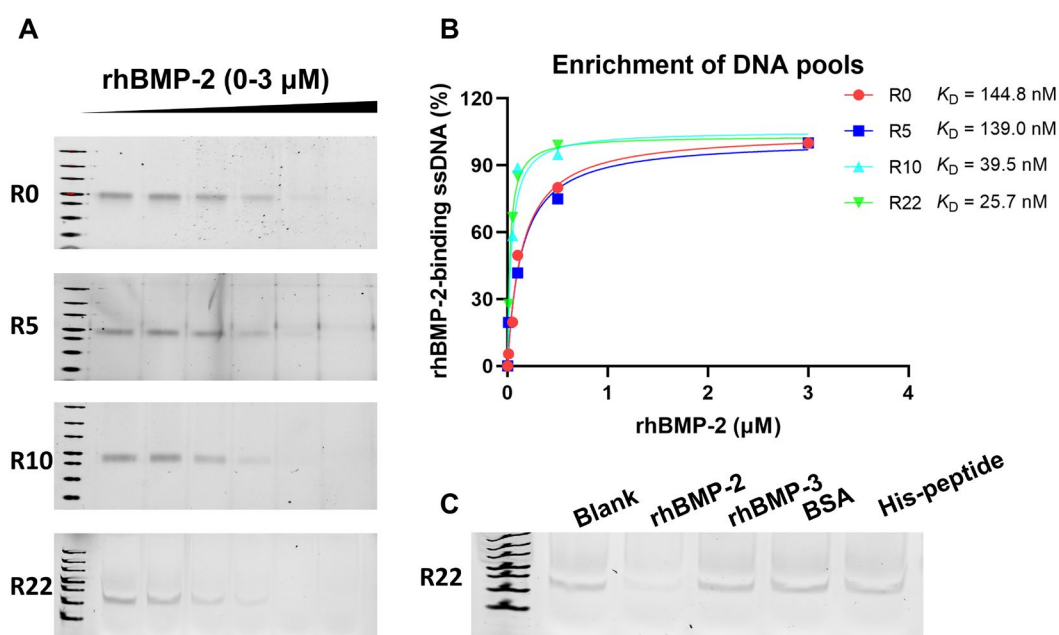 A
rhBMP-2 (0-3 μM)
R0
R5
R10
R22
B
Enrichment of DNA pools
rhBMP-2-binding ssDNA (%)
120
90
60
30
0
0 1 2 3 4
rhBMP-2 (μM)
R0 KD = 144.8 nM
R5 KD = 139.0 nM
R10 KD = 39.5 nM
R22 KD = 25.7 nM
C
Blank rhBMP-2 rhBMP-3 BSA His-peptide
R22